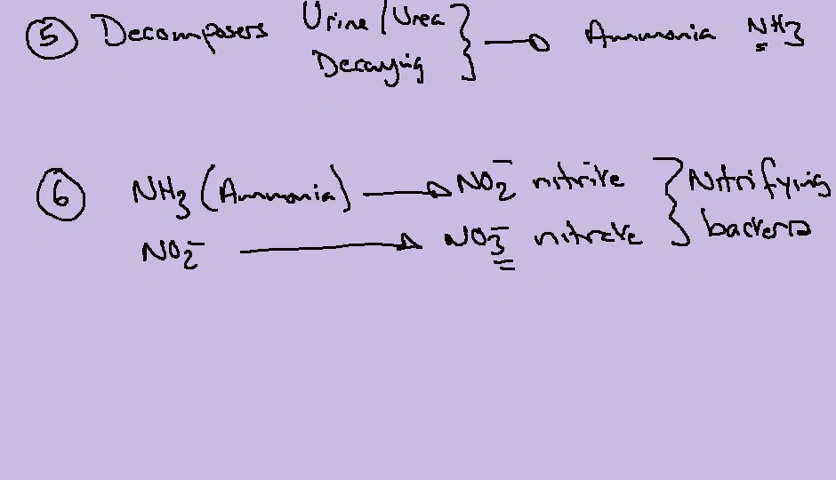 5 Decomposers Urine/Urea Decaying } → Ammonia NH3
6 NH3 (Ammonia) → NO2⁻ nitrite } Nitrifying
NO2⁻ → NO3⁻ nitrate bacteria